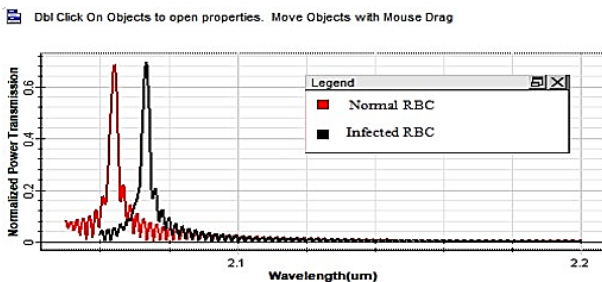 Dbl Click On Objects to open properties. Move Objects with Mouse Drag
Normalized Power Transmission
0.6
0.4
0.2
0
Legend
Normal RBC
Infected RBC
2.1
2.2
Wavelength(um)